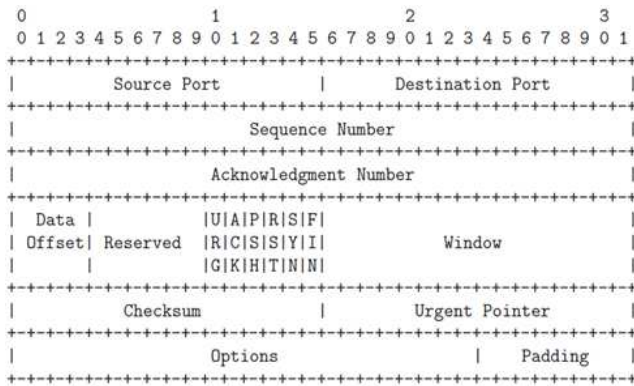 0                   1                   2                   3
0 1 2 3 4 5 6 7 8 9 0 1 2 3 4 5 6 7 8 9 0 1 2 3 4 5 6 7 8 9 0 1
+-+-+-+-+-+-+-+-+-+-+-+-+-+-+-+-+-+-+-+-+-+-+-+-+-+-+-+-+-+-+-+-+
|          Source Port          |       Destination Port        |
+-+-+-+-+-+-+-+-+-+-+-+-+-+-+-+-+-+-+-+-+-+-+-+-+-+-+-+-+-+-+-+-+
|                        Sequence Number                        |
+-+-+-+-+-+-+-+-+-+-+-+-+-+-+-+-+-+-+-+-+-+-+-+-+-+-+-+-+-+-+-+-+
|                    Acknowledgment Number                      |
+-+-+-+-+-+-+-+-+-+-+-+-+-+-+-+-+-+-+-+-+-+-+-+-+-+-+-+-+-+-+-+-+
|  Data |           |U|A|P|R|S|F|                               |
| Offset| Reserved  |R|C|S|S|Y|I|            Window             |
|       |           |G|K|H|T|N|N|                               |
+-+-+-+-+-+-+-+-+-+-+-+-+-+-+-+-+-+-+-+-+-+-+-+-+-+-+-+-+-+-+-+-+
|           Checksum            |         Urgent Pointer        |
+-+-+-+-+-+-+-+-+-+-+-+-+-+-+-+-+-+-+-+-+-+-+-+-+-+-+-+-+-+-+-+-+
|                    Options                    |    Padding    |
+-+-+-+-+-+-+-+-+-+-+-+-+-+-+-+-+-+-+-+-+-+-+-+-+-+-+-+-+-+-+-+-+